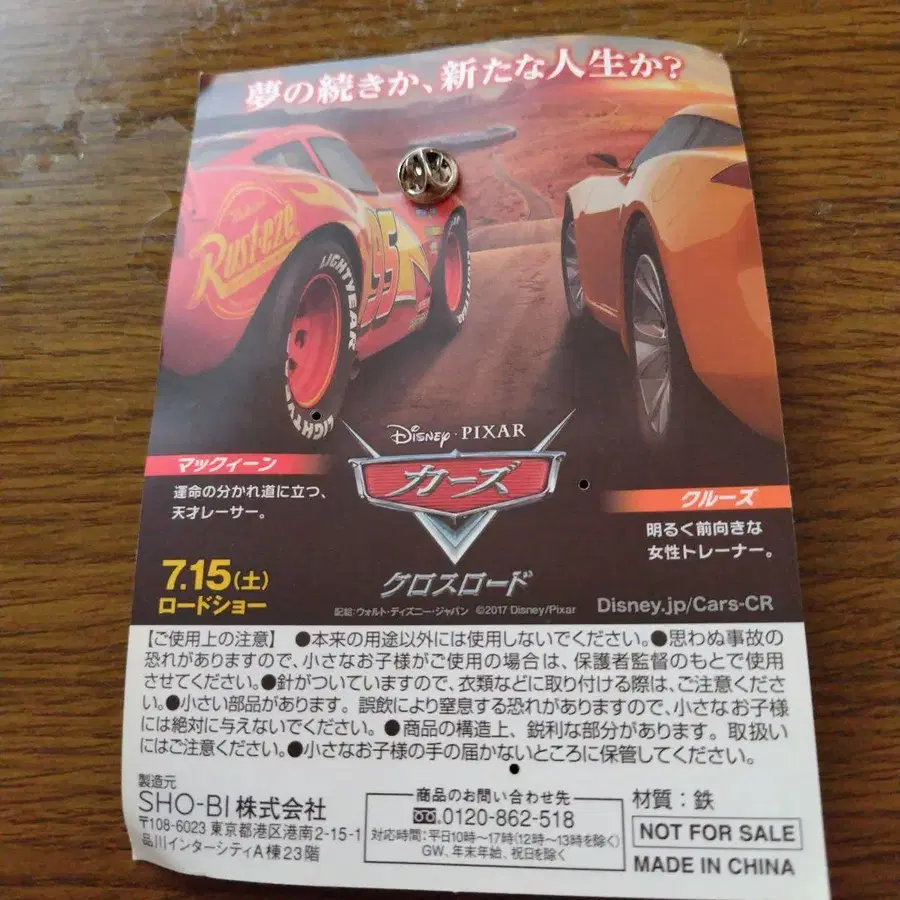 夢の続きか、新たな人生か?
Rust-eze
95
LIGHTYEAR
LIGHTYEAR
DISNEY・PIXAR
カーズ
クロスロード
マックィーン
運命の分かれ道に立つ、
天才レーサー。
クルーズ
明るく前向きな
女性トレーナー。
7.15(土)
ロードショー
配給:ウォルト・ディズニー・ジャパン ©2017 Disney/Pixar
Disney.jp/Cars-CR
【ご使用上の注意】 ●本来の用途以外には使用しないでください。●思わぬ事故の
恐れがありますので、小さなお子様がご使用の場合は、保護者監督のもとで使用
させてください。●針がついていますので、衣類などに取り付ける際は、ご注意くださ
い。●小さい部品があります。誤飲により窒息する恐れがありますので、小さなお子様
には絶対に与えないでください。●商品の構造上、鋭利な部分があります。取扱い
にはご注意ください。●小さなお子様の手の届かないところに保管してください。
製造元
SHO-BI株式会社
〒108-6023 東京都港区港南2-15-1
品川インターシティA棟23階
商品のお問い合わせ先
0120-862-518
対応時間:平日10時～17時(12時～13時を除く)
GW、年末年始、祝日を除く
材質:鉄
NOT FOR SALE
MADE IN CHINA